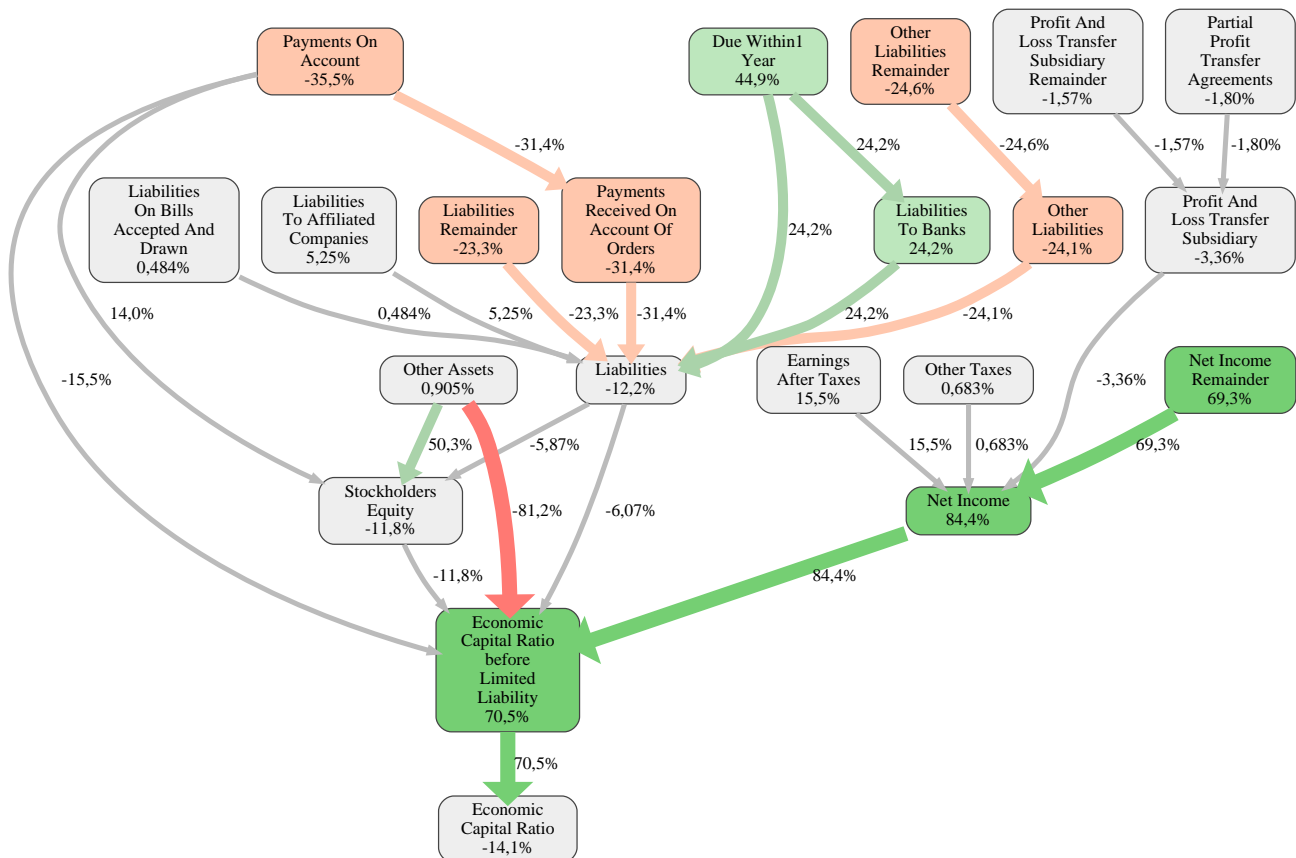 Payments On
Account
-35,5%
Due Within1
Year
44,9%
Other
Liabilities
Remainder
-24,6%
Profit And
Loss Transfer
Subsidiary
Remainder
-1,57%
Partial
Profit
Transfer
Agreements
-1,80%
-31,4%
24,2%
-24,6%
-1,57%
-1,80%
Liabilities
On Bills
Accepted And
Drawn
0,484%
Liabilities
To Affiliated
Companies
5,25%
Liabilities
Remainder
-23,3%
Payments
Received On
Account Of
Orders
-31,4%
24,2%
Liabilities
To Banks
24,2%
Other
Liabilities
-24,1%
Profit And
Loss Transfer
Subsidiary
-3,36%
14,0%
0,484%
5,25%
-23,3%
-31,4%
24,2%
-24,1%
-15,5%
Other Assets
0,905%
Liabilities
-12,2%
Earnings
After Taxes
15,5%
Other Taxes
0,683%
-3,36%
Net Income
Remainder
69,3%
50,3%
-5,87%
15,5%
0,683%
69,3%
Stockholders
Equity
-11,8%
-81,2%
-6,07%
Net Income
84,4%
-11,8%
84,4%
Economic
Capital Ratio
before
Limited
Liability
70,5%
70,5%
Economic
Capital Ratio
-14,1%